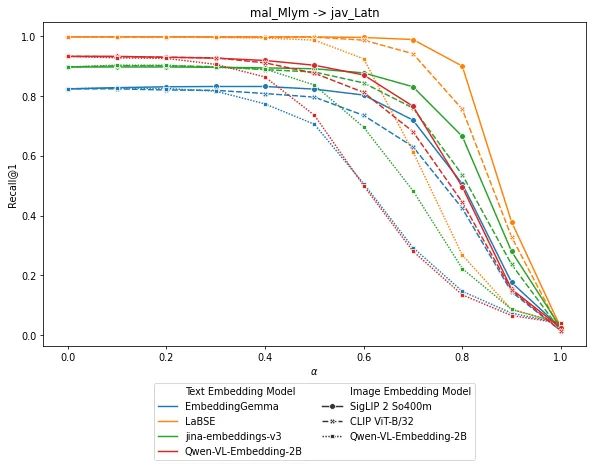 mal_Mlym -> jav_Latn
1.0
0.8
0.6
0.4
0.2
0.0
Recall@1
0.0 0.2 0.4 0.6 0.8 1.0
α
Text Embedding Model Image Embedding Model
EmbeddingGemma SigLIP 2 So400m
LaBSE CLIP ViT-B/32
jina-embeddings-v3 Qwen-VL-Embedding-2B
Qwen-VL-Embedding-2B